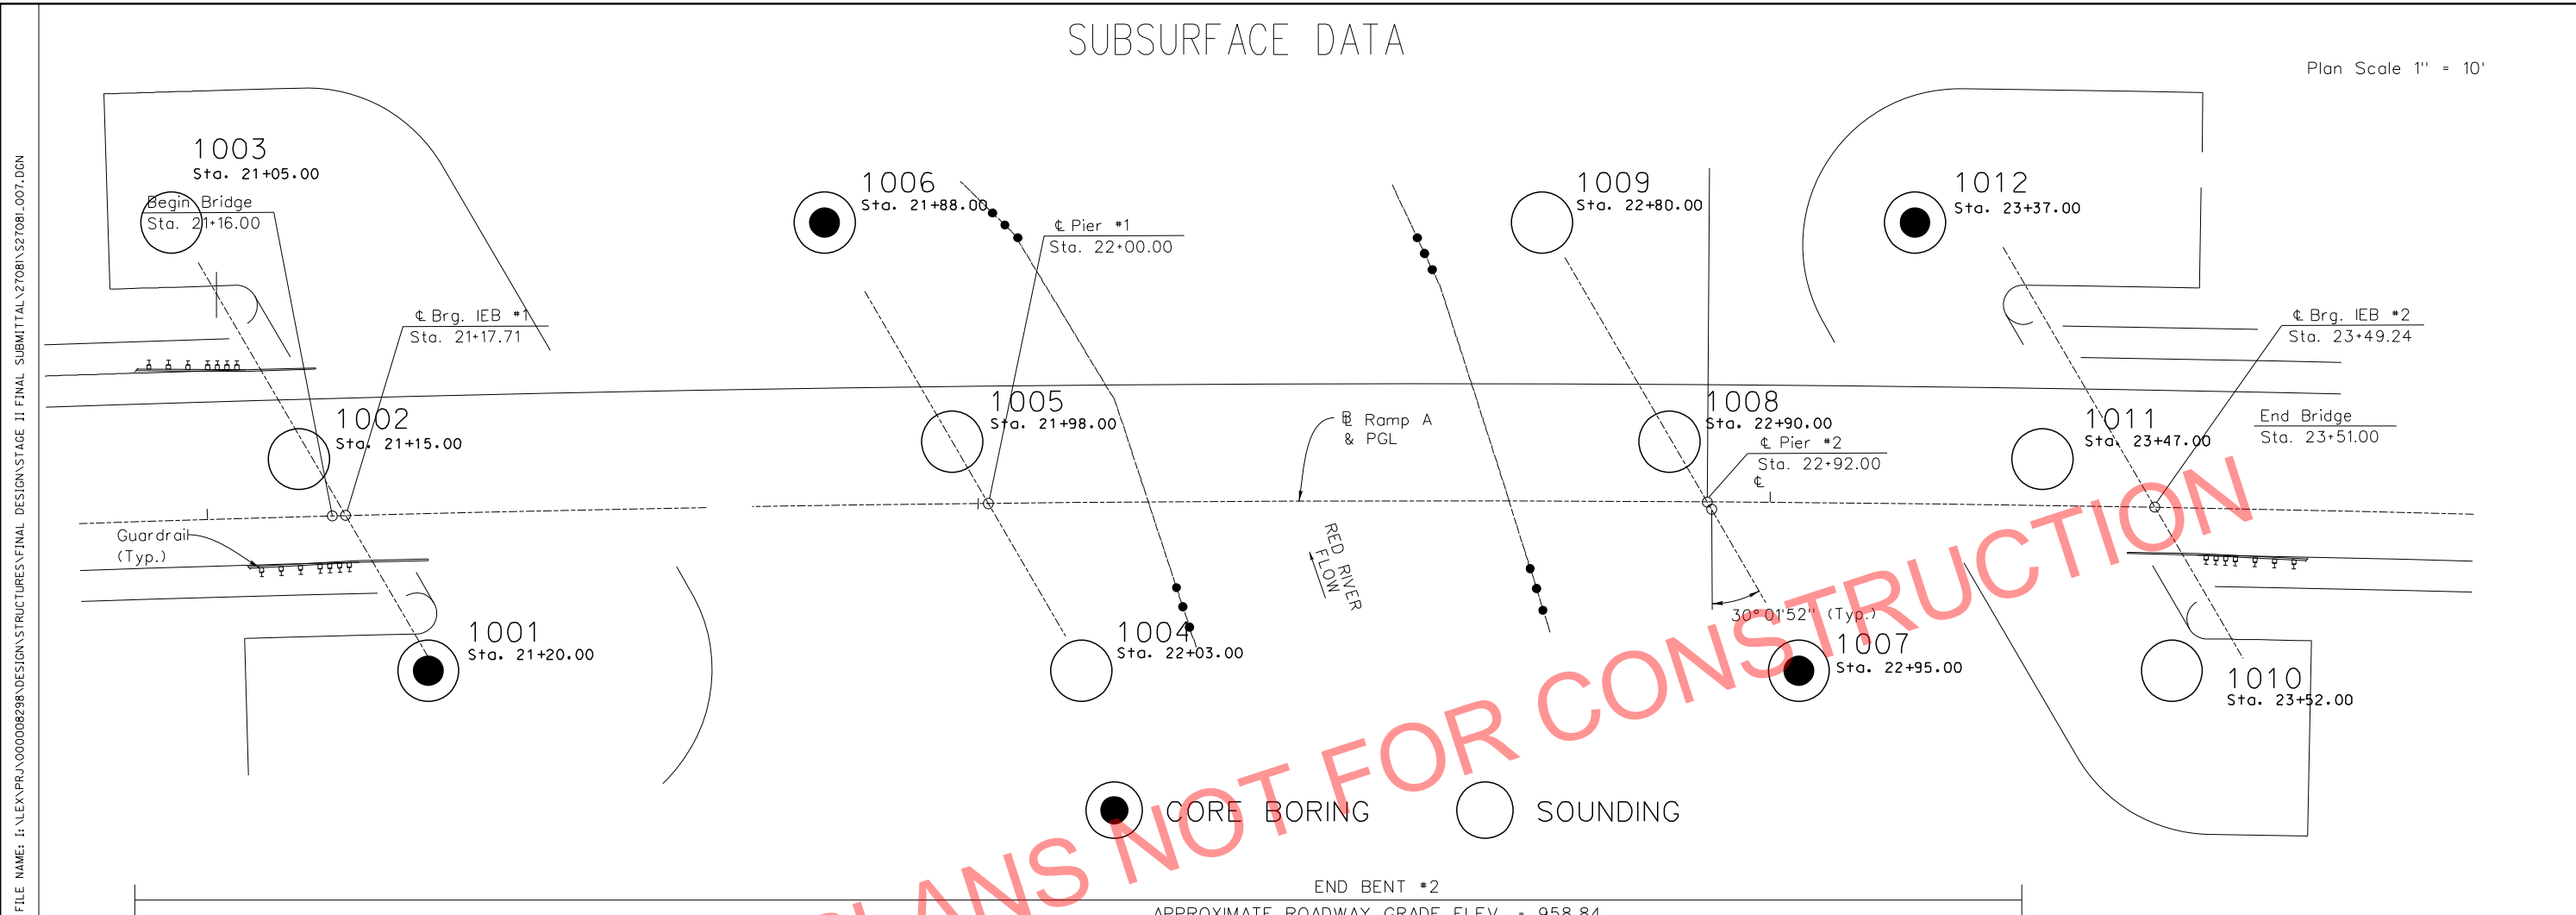 SUBSURFACE DATA
Plan Scale 1" = 10'
FILE NAME: I:\LEX\PRJ\000008298\DESIGN\STRUCTURES\FINAL DESIGN\STAGE II FINAL SUBMITTAL\27081\S27081_007.DGN
1003
Sta. 21+05.00
Begin Bridge
Sta. 21+16.00
℄ Brg. IEB #1
Sta. 21+17.71
1002
Sta. 21+15.00
Guardrail
(Typ.)
1001
Sta. 21+20.00
1006
Sta. 21+88.00
℄ Pier #1
Sta. 22+00.00
1005
Sta. 21+98.00
1004
Sta. 22+03.00
Ramp A
& PGL
RED RIVER
FLOW
1009
Sta. 22+80.00
1008
Sta. 22+90.00
℄ Pier #2
Sta. 22+92.00
℄
30°01'52" (Typ.)
1007
Sta. 22+95.00
1012
Sta. 23+37.00
℄ Brg. IEB #2
Sta. 23+49.24
1011
Sta. 23+47.00
End Bridge
Sta. 23+51.00
1010
Sta. 23+52.00
CORE BORING
SOUNDING
PLANS NOT FOR CONSTRUCTION
END BENT #2
APPROXIMATE ROADWAY GRADE ELEV. = 958.84